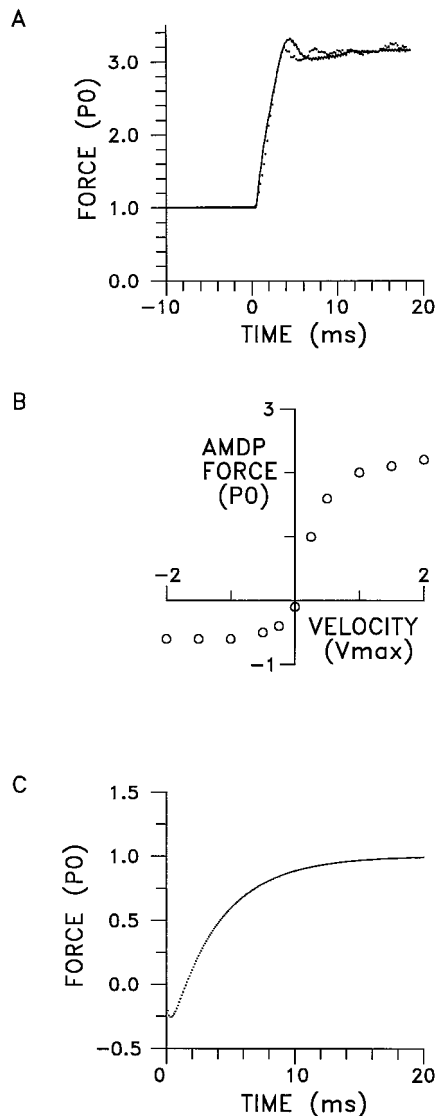 A
FORCE (P0)
3.0
2.0
1.0
0.0
-10
0
10
20
TIME (ms)
B
3
AMDP
FORCE
(P0)
-2
2
VELOCITY
(Vmax)
-1
C
FORCE (P0)
1.5
1.0
0.5
0.0
-0.5
0
10
20
TIME (ms)